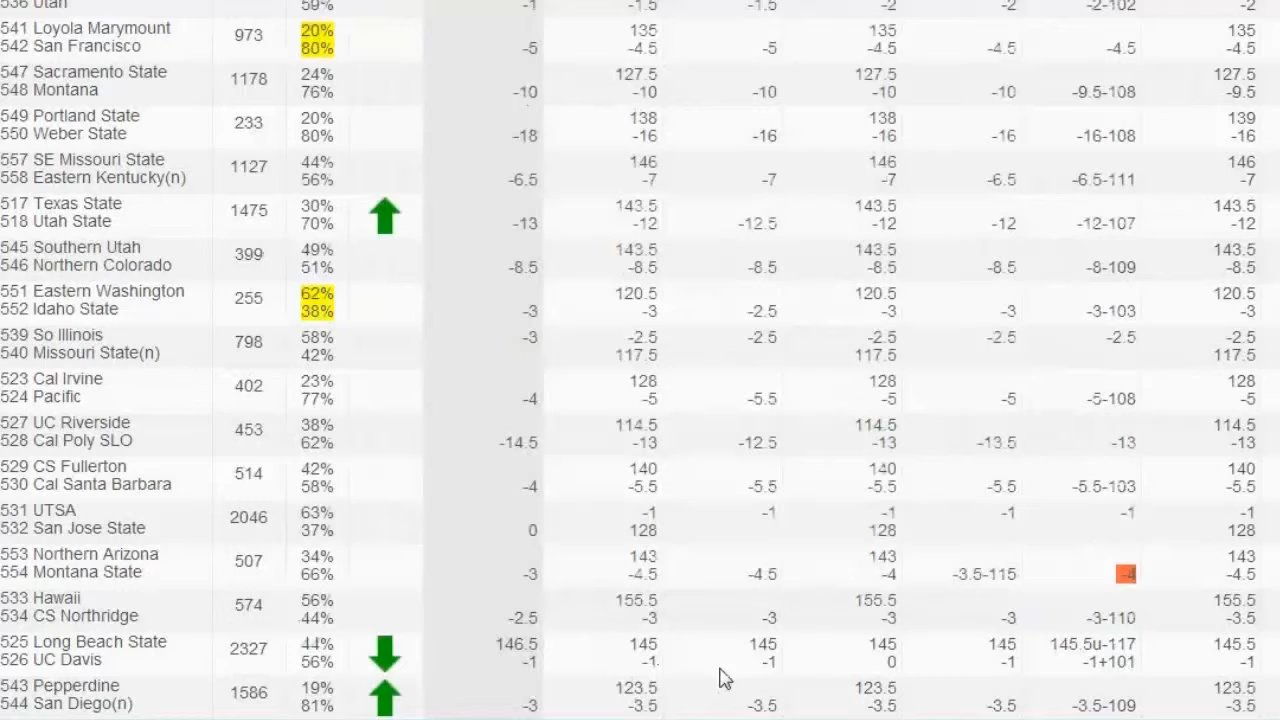 536 Utah 59% -1 -1.5 -1.5 -2 -2 -2-102 -2
541 Loyola Marymount 973 20% 135 135 135
542 San Francisco 80% -5 -4.5 -5 -4.5 -4.5 -4.5 -4.5
547 Sacramento State 1178 24% 127.5 127.5 127.5
548 Montana 76% -10 -10 -10 -10 -10 -9.5-108 -9.5
549 Portland State 233 20% 138 138 139
550 Weber State 80% -18 -16 -16 -16 -16 -16-108 -16
557 SE Missouri State 1127 44% 146 146 146
558 Eastern Kentucky(n) 56% -6.5 -7 -7 -7 -6.5 -6.5-111 -7
517 Texas State 1475 30% 143.5 143.5 143.5
518 Utah State 70% -13 -12 -12.5 -12 -12 -12-107 -12
545 Southern Utah 399 49% 143.5 143.5 143.5
546 Northern Colorado 51% -8.5 -8.5 -8.5 -8.5 -8.5 -8-109 -8.5
551 Eastern Washington 255 62% 120.5 120.5 120.5
552 Idaho State 38% -3 -3 -2.5 -3 -3 -3-103 -3
539 So Illinois 798 58% -3 -2.5 -2.5 -2.5 -2.5 -2.5 -2.5
540 Missouri State(n) 42% 117.5 117.5 117.5
523 Cal Irvine 402 23% 128 128 128
524 Pacific 77% -4 -5 -5.5 -5 -5 -5-108 -5
527 UC Riverside 453 38% 114.5 114.5 114.5
528 Cal Poly SLO 62% -14.5 -13 -12.5 -13 -13.5 -13 -13
529 CS Fullerton 514 42% 140 140 140
530 Cal Santa Barbara 58% -4 -5.5 -5.5 -5.5 -5.5 -5.5-103 -5.5
531 UTSA 2046 63% -1 -1 -1 -1 -1 -1
532 San Jose State 37% 0 128 128 128
553 Northern Arizona 507 34% 143 143 143
554 Montana State 66% -3 -4.5 -4.5 -4 -3.5-115 -4 -4.5
533 Hawaii 574 56% 155.5 155.5 155.5
534 CS Northridge 44% -2.5 -3 -3 -3 -3 -3-110 -3.5
525 Long Beach State 2327 44% 146.5 145 145 145 145 145.5u-117 145.5
526 UC Davis 56% -1 -1 -1 0 -1 -1+101 -1
543 Pepperdine 1586 19% 123.5 123.5 123.5
544 San Diego(n) 81% -3 -3.5 -3.5 -3.5 -3.5 -3.5-109 -3.5